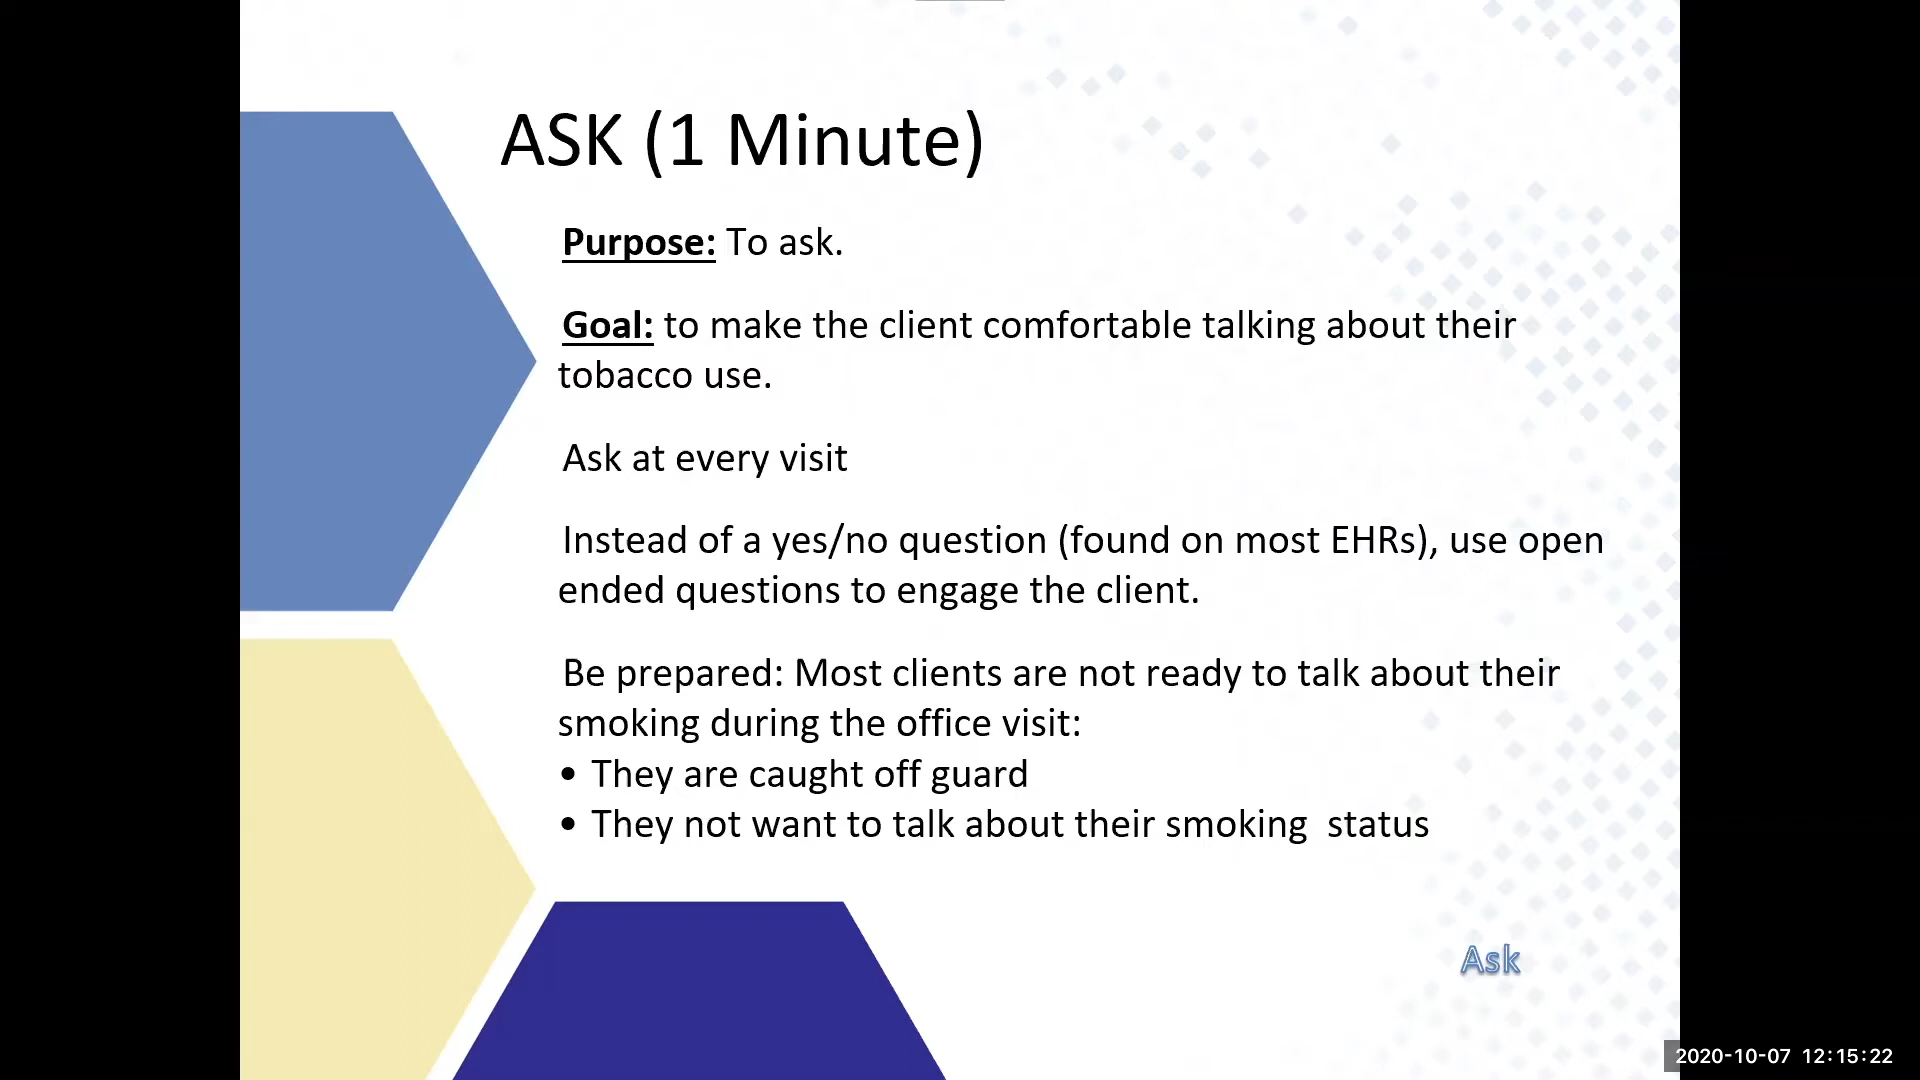 ASK (1 Minute)
Purpose: To ask.
Goal: to make the client comfortable talking about their
tobacco use.
Ask at every visit
Instead of a yes/no question (found on most EHRs), use open
ended questions to engage the client.
Be prepared: Most clients are not ready to talk about their
smoking during the office visit:
• They are caught off guard
• They not want to talk about their smoking  status
Ask
2020-10-07 12:15:22